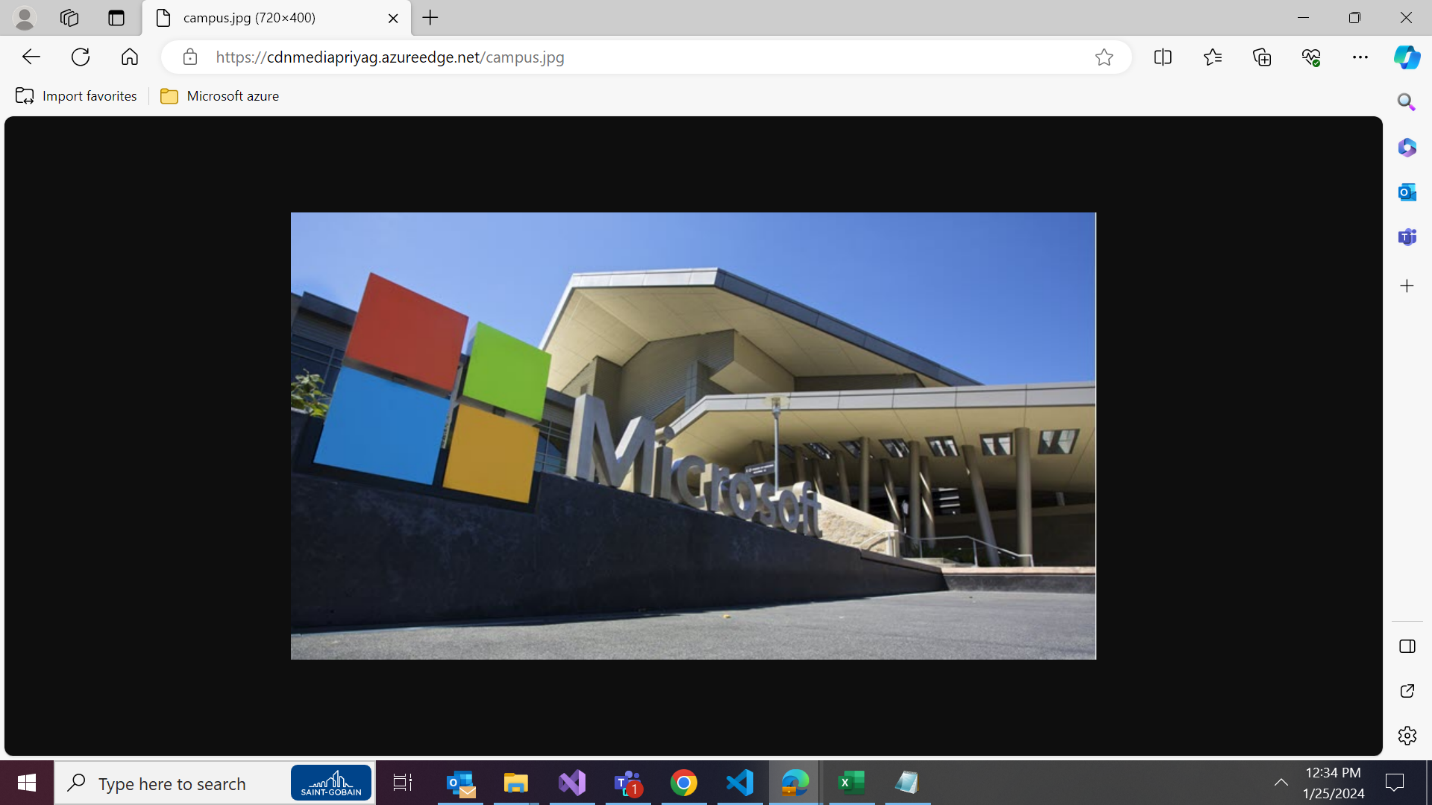 campus.jpg (720×400)
https://cdnmediapriyag.azureedge.net/campus.jpg
Import favorites
Microsoft azure
Microsoft
Type here to search
SAINT-GOBAIN
1
12:34 PM
1/25/2024